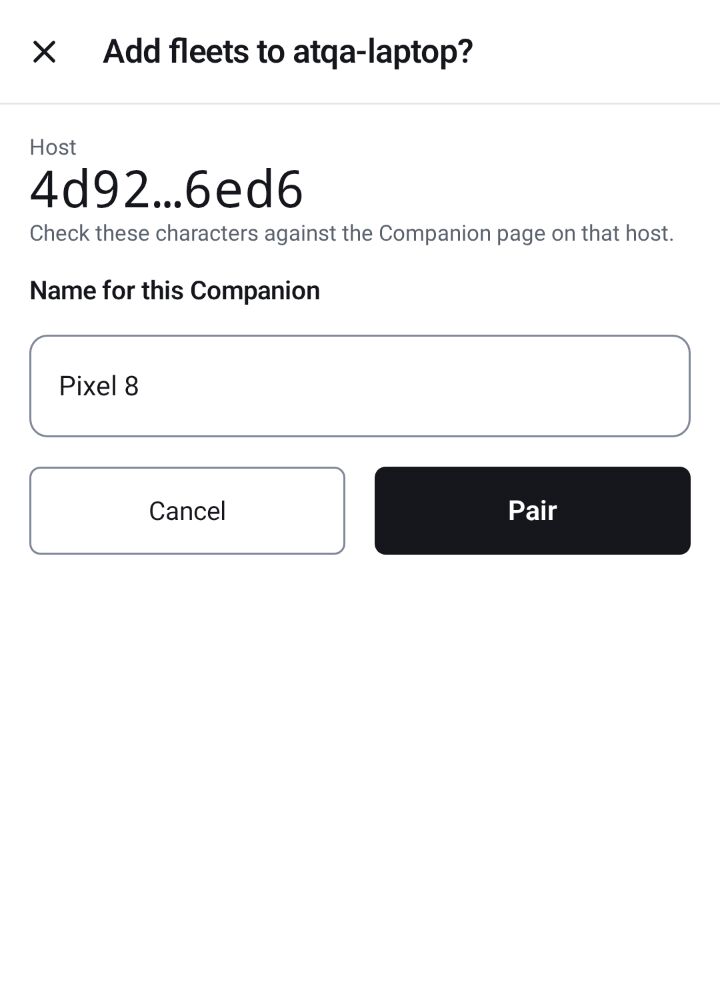 Add fleets to atqa-laptop?
Host
4d92…6ed6
Check these characters against the Companion page on that host.
Name for this Companion
Pixel 8
Cancel
Pair